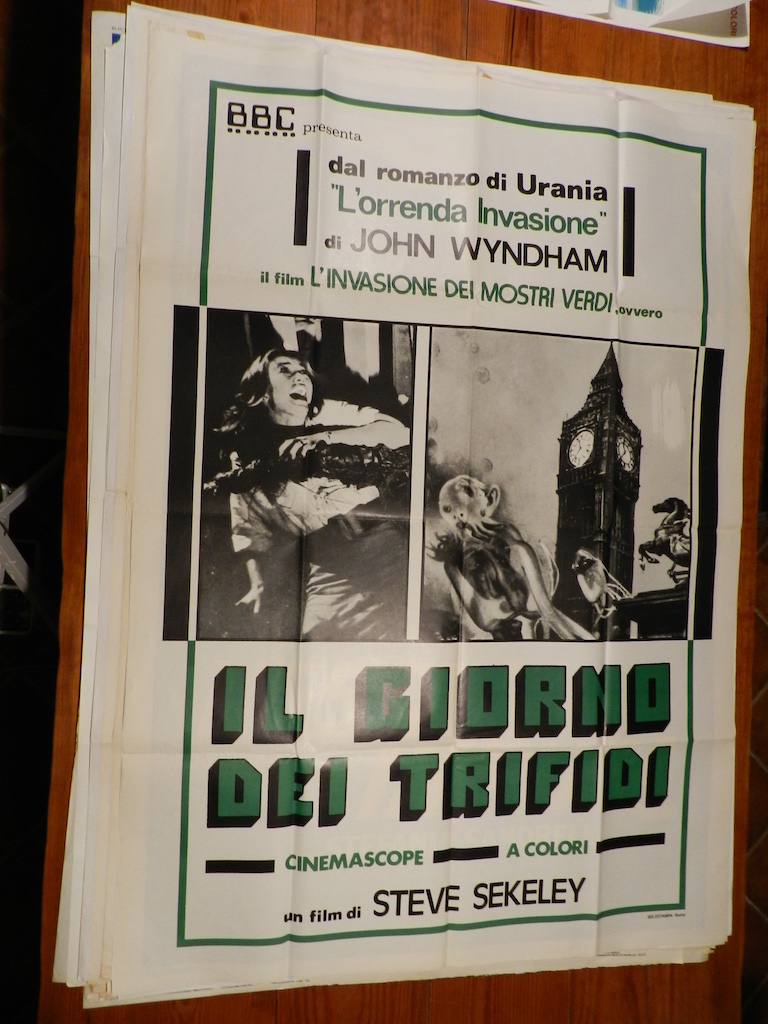 BBC presenta
dal romanzo di Urania
"L'orrenda Invasione"
di JOHN WYNDHAM
il film L'INVASIONE DEI MOSTRI VERDI, ovvero
IL GIORNO
DEI TRIFIDI
CINEMASCOPE A COLORI
un film di STEVE SEKELEY